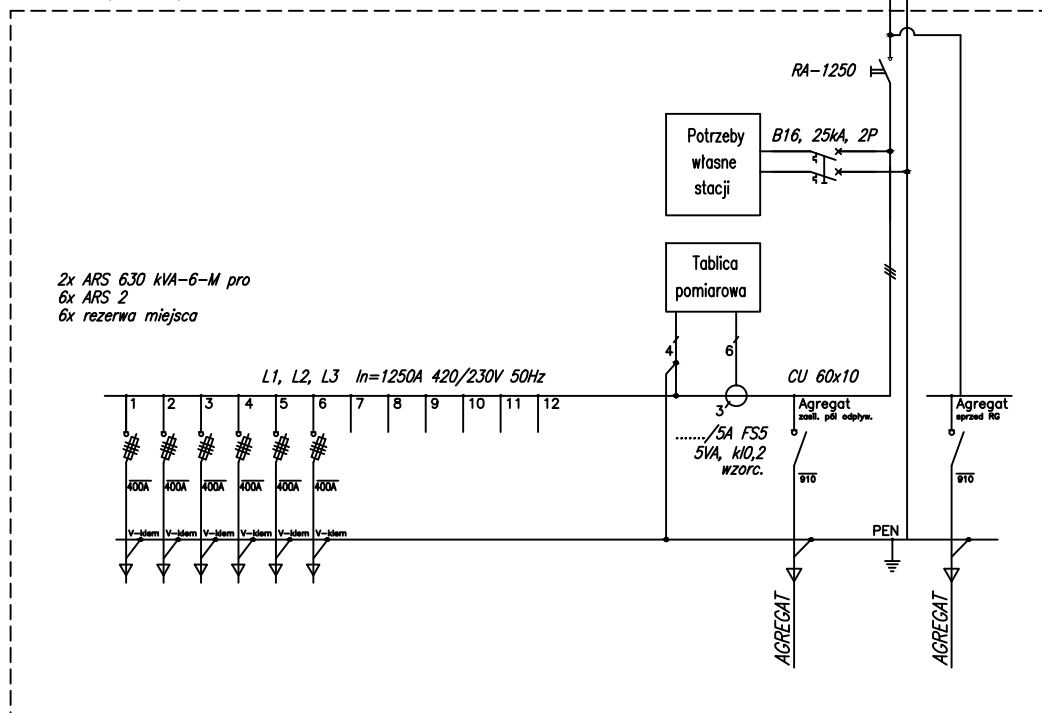 RA-1250
Potrzeby
własne
stacji
B16, 25kA, 2P
Tablica
pomiarowa
2x ARS 630 kVA-6-M pro
6x ARS 2
6x rezerwa miejsca
4
6
L1, L2, L3 In=1250A 420/230V 50Hz
CU 60x10
1 2 3 4 5 6 7 8 9 10 11 12
3
Agregat
zasil. pól odpływ.
Agregat
sprzed RG
......./5A FS5
5VA, kl0,2
wzorc.
400A 400A 400A 400A 400A 400A
910
910
V-klem V-klem V-klem V-klem V-klem V-klem
PEN
AGREGAT
AGREGAT